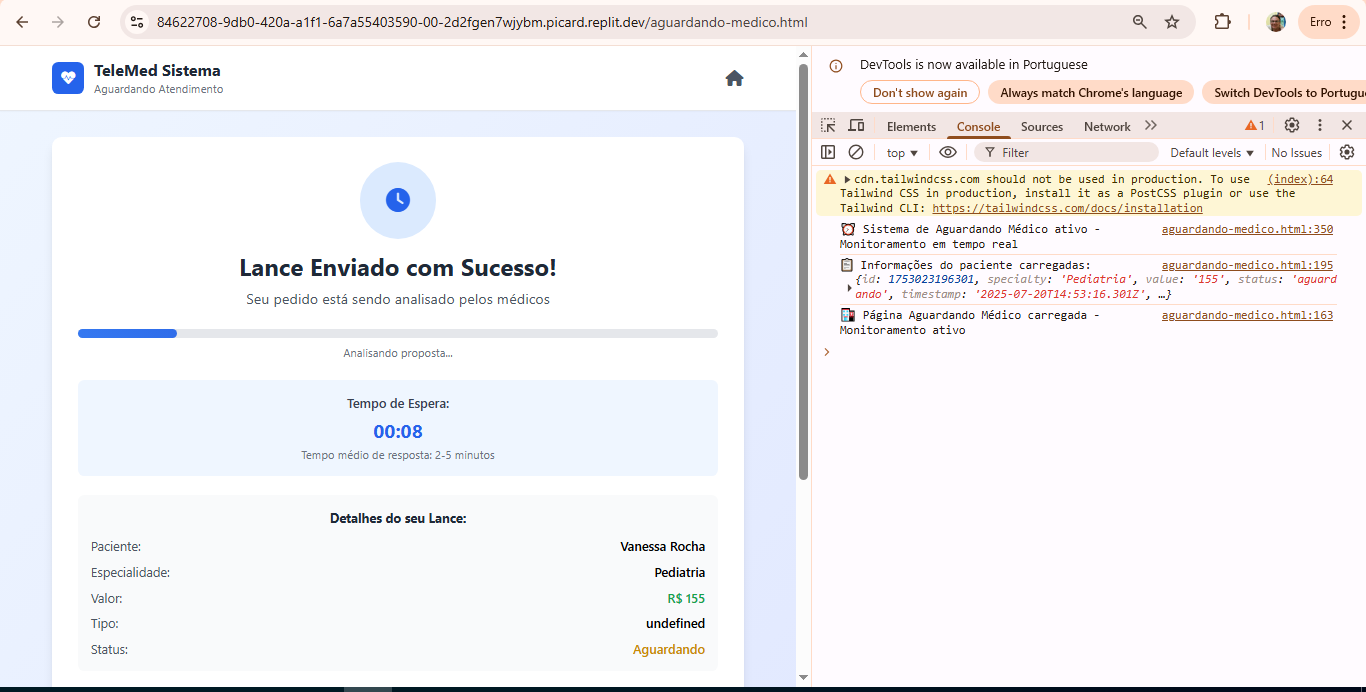 84622708-9db0-420a-a1f1-6a7a55403590-00-2d2fgen7wjybm.picard.replit.dev/aguardando-medico.html
Erro
TeleMed Sistema
Aguardando Atendimento
Lance Enviado com Sucesso!
Seu pedido está sendo analisado pelos médicos
Analisando proposta...
Tempo de Espera:
00:08
Tempo médio de resposta: 2-5 minutos
Detalhes do seu Lance:
Paciente: Vanessa Rocha
Especialidade: Pediatria
Valor: R$ 155
Tipo: undefined
Status: Aguardando
DevTools is now available in Portuguese
Don't show again Always match Chrome's language Switch DevTools to Portugu
Elements Console Sources Network 1
top Filter Default levels No Issues
cdn.tailwindcss.com should not be used in production. To use (index):64
Tailwind CSS in production, install it as a PostCSS plugin or use the
Tailwind CLI: https://tailwindcss.com/docs/installation
Sistema de Aguardando Médico ativo - aguardando-medico.html:350
Monitoramento em tempo real
Informações do paciente carregadas: aguardando-medico.html:195
{id: 1753023196301, specialty: 'Pediatria', value: '155', status: 'aguard
ando', timestamp: '2025-07-20T14:53:16.301Z', …}
Página Aguardando Médico carregada - aguardando-medico.html:163
Monitoramento ativo